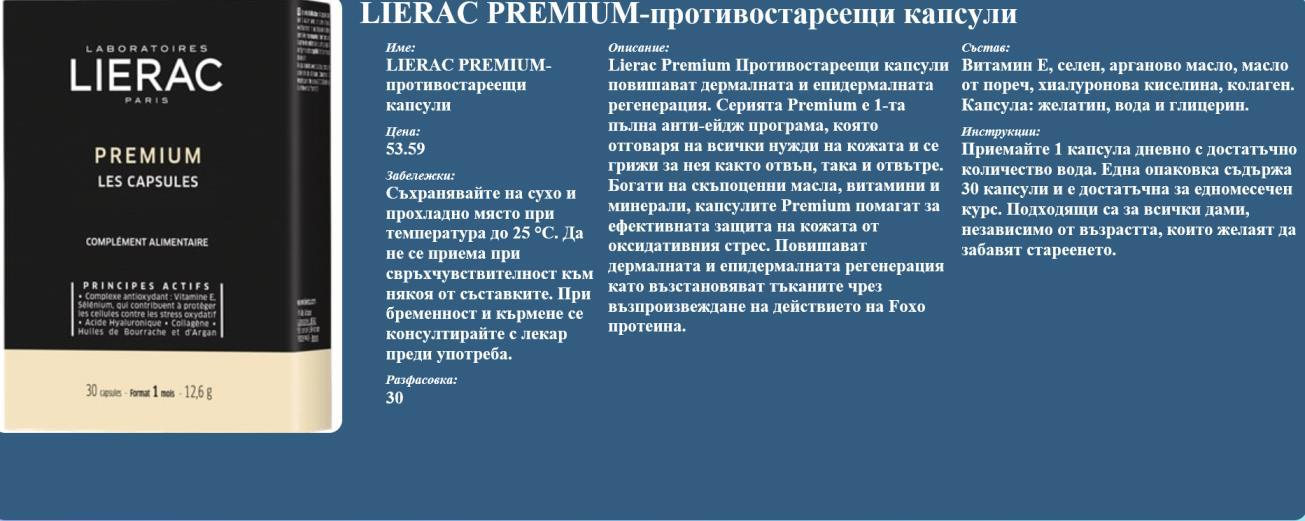 LABORATOIRES
LIERAC
PARIS
PREMIUM
LES CAPSULES
COMPLÉMENT ALIMENTAIRE
PRINCIPES ACTIFS
• Complexe antioxydant : Vitamine E,
Sélénium, qui contribuent à protéger
les cellules contre les stress oxydatif
• Acide Hyaluronique • Collagène •
Huiles de Bourrache et d'Argan
30 capsules - Format 1 mois - 12,6 g
LIERAC PREMIUM-противостареещи капсули
Име:
LIERAC PREMIUM-
противостареещи
капсули
Цена:
53.59
Забележки:
Съхранявайте на сухо и
прохладно място при
температура до 25 °C. Да
не се приема при
свръхчувствителност към
някоя от съставките. При
бременност и кърмене се
консултирайте с лекар
преди употреба.
Разфасовка:
30
Описание:
Lierac Premium Противостареещи капсули
повишават дермалната и епидермалната
регенерация. Серията Premium е 1-та
пълна анти-ейдж програма, която
отговаря на всички нужди на кожата и се
грижи за нея както отвън, така и отвътре.
Богати на скъпоценни масла, витамини и
минерали, капсулите Premium помагат за
ефективната защита на кожата от
оксидативния стрес. Повишават
дермалната и епидермалната регенерация
като възстановяват тъканите чрез
възпроизвеждане на действието на Foxo
протеина.
Състав:
Витамин Е, селен, арганово масло, масло
от пореч, хиалуронова киселина, колаген.
Капсула: желатин, вода и глицерин.
Инструкции:
Приемайте 1 капсула дневно с достатъчно
количество вода. Една опаковка съдържа
30 капсули и е достатъчна за едномесечен
курс. Подходящи са за всички дами,
независимо от възрастта, които желаят да
забавят стареенето.